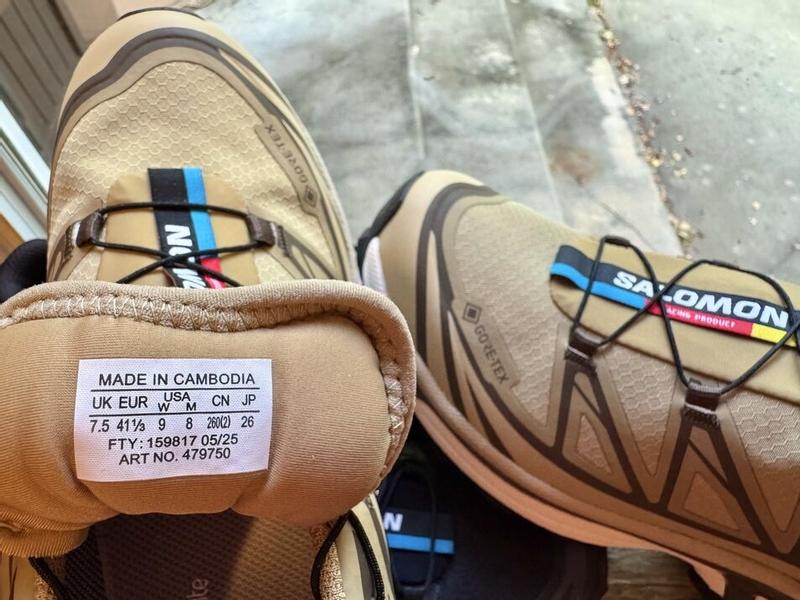 GORE-TEX
SALOMON
RACING PRODUCT
GORE-TEX
MADE IN CAMBODIA
UK EUR USA W M CN JP
7.5 41⅓ 9 8 260(2) 26
FTY: 159817 05/25
ART NO. 479750